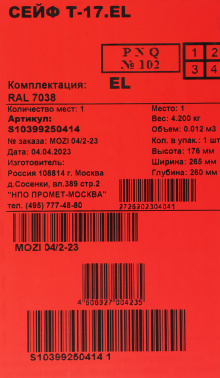 СЕЙФ T-17.EL
P N Q
№ 102
1 2
3 4
Комплектация: EL
RAL 7038
Количество мест: 1 Место: 1
Артикул: Вес: 4.200 кг
S10399250414 Объем: 0.012 м3
№ заказа: MOZI 04/2-23 Кол. в упак.: 1 шт
Дата: 04.04.2023 Высота: 176 мм
Изготовитель: Ширина: 265 мм
Россия 108814 г. Москва Глубина: 260 мм
д.Сосенки, вл.389 стр.2
"НПО ПРОМЕТ-МОСКВА"
тел. (495) 777-48-80
2726202304041
MOZI 04/2-23
4606927004235
S10399250414 1